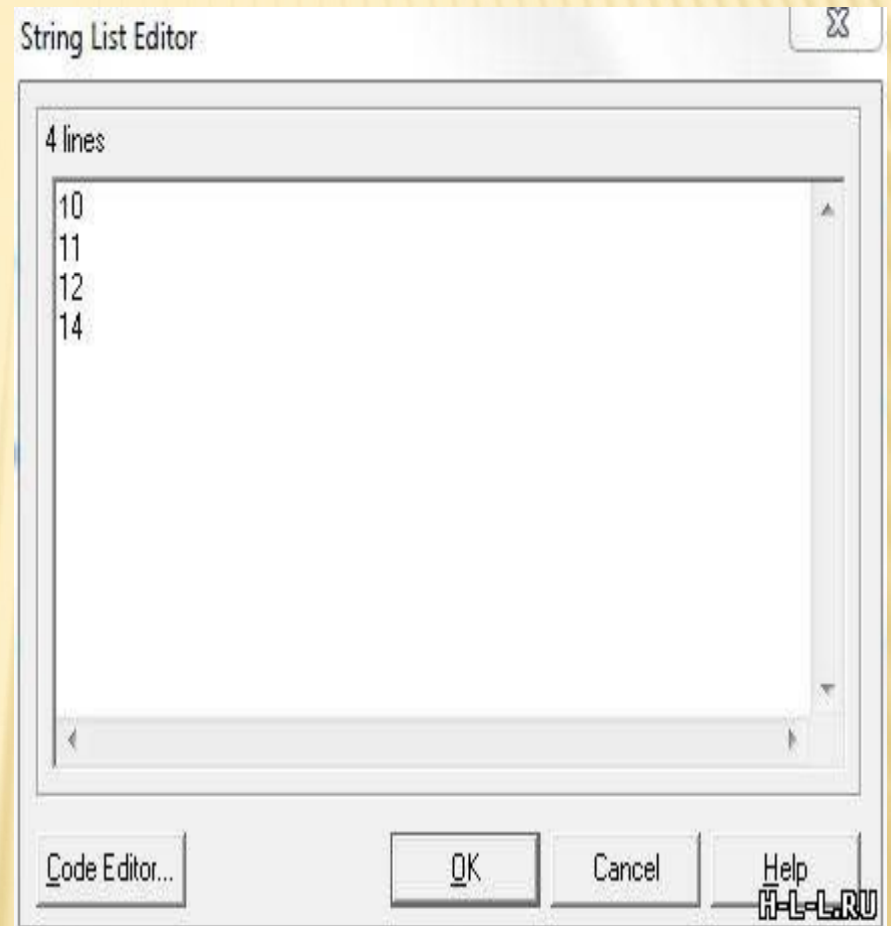 String List Editor
4 lines
10
11
12
14
Code Editor...
OK
Cancel
Help
H-L-L.RU